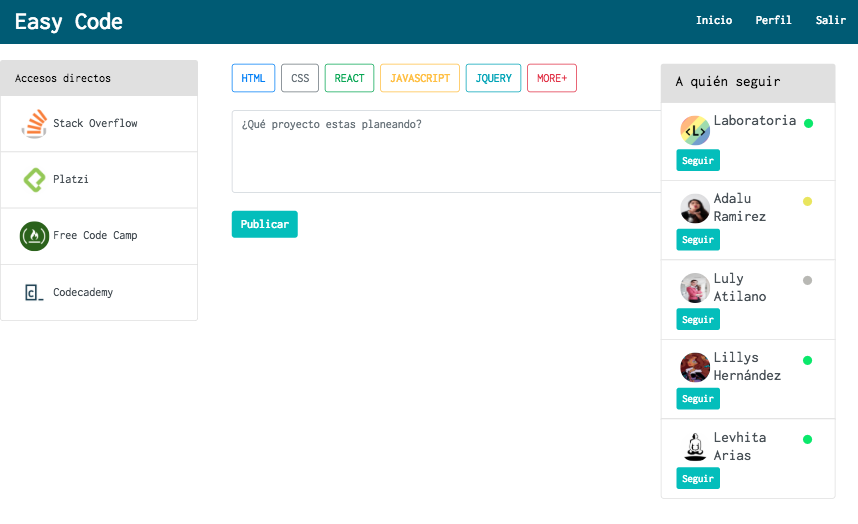 Easy Code
Inicio Perfil Salir
Accesos directos
Stack Overflow
Platzi
Free Code Camp
Codecademy
HTML CSS REACT JAVASCRIPT JQUERY MORE+
¿Qué proyecto estas planeando?
Publicar
A quién seguir
<L>
Laboratoria
Seguir
Adalu
Ramirez
Seguir
Luly
Atilano
Seguir
Lillys
Hernández
Seguir
Levhita
Arias
Seguir